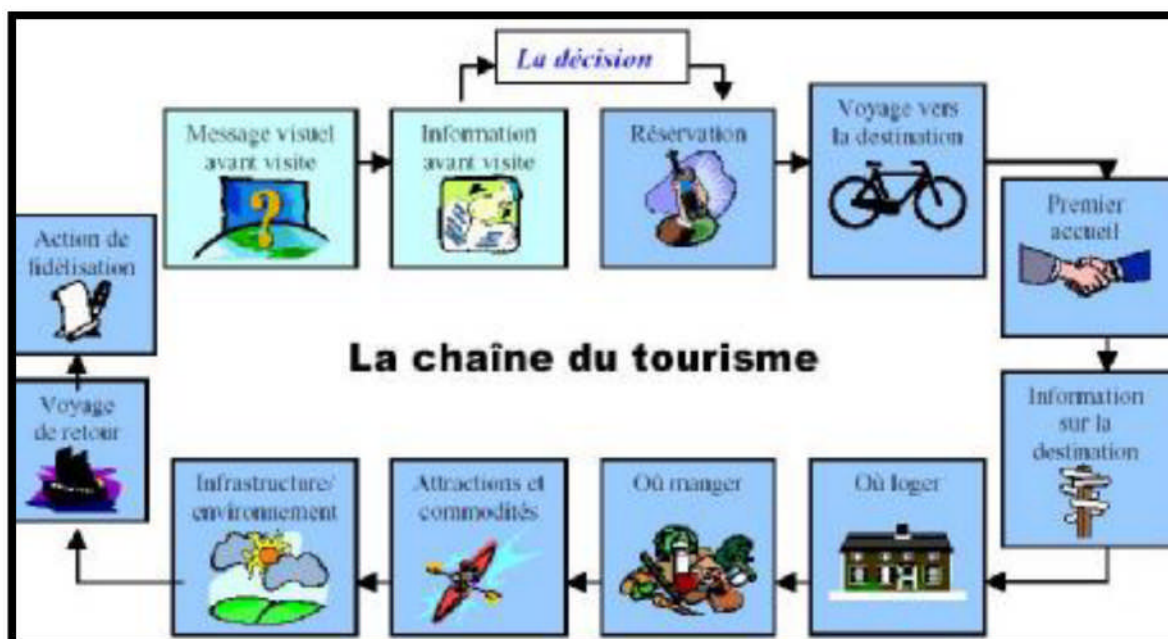 La décision
Message visuel
avant visite
Information
avant visite
Réservation
Voyage vers
la destination
Premier
accueil
Action de
fidélisation
La chaîne du tourisme
Voyage
de retour
Information
sur la
destination
Infrastructure/
environnement
Attractions et
commodités
Où manger
Où loger